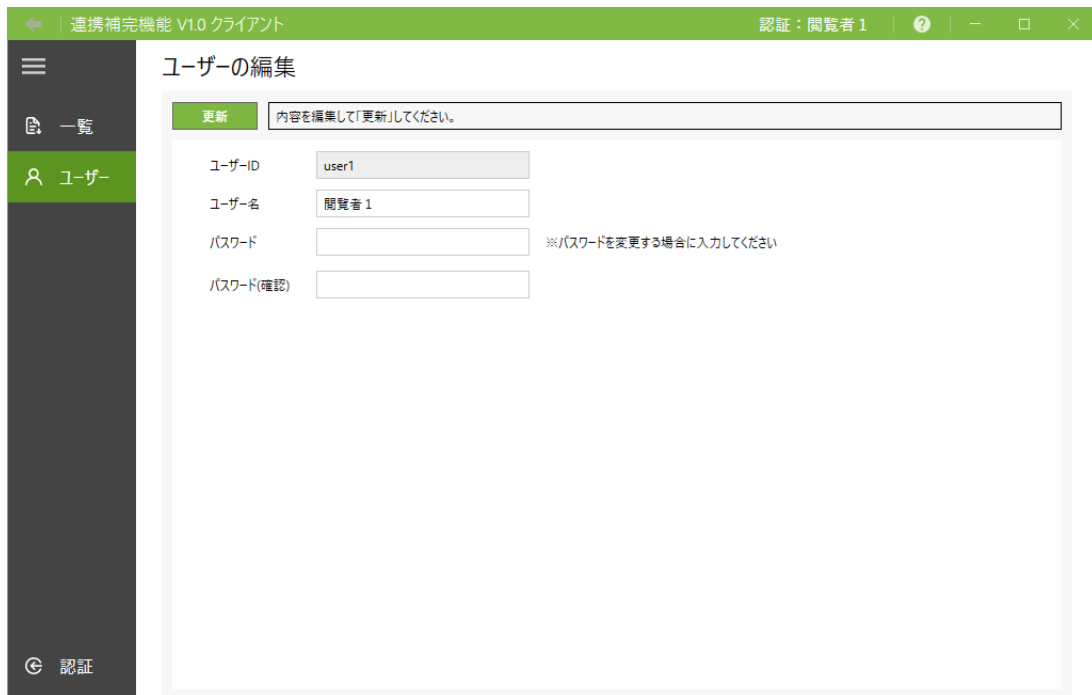 連携補完機能 V1.0 クライアント 認証：閲覧者１ ?
ユーザーの編集
一覧
ユーザー
更新 内容を編集して「更新」してください。
ユーザーID user1
ユーザー名 閲覧者１
パスワード ※パスワードを変更する場合に入力してください
パスワード(確認)
認証